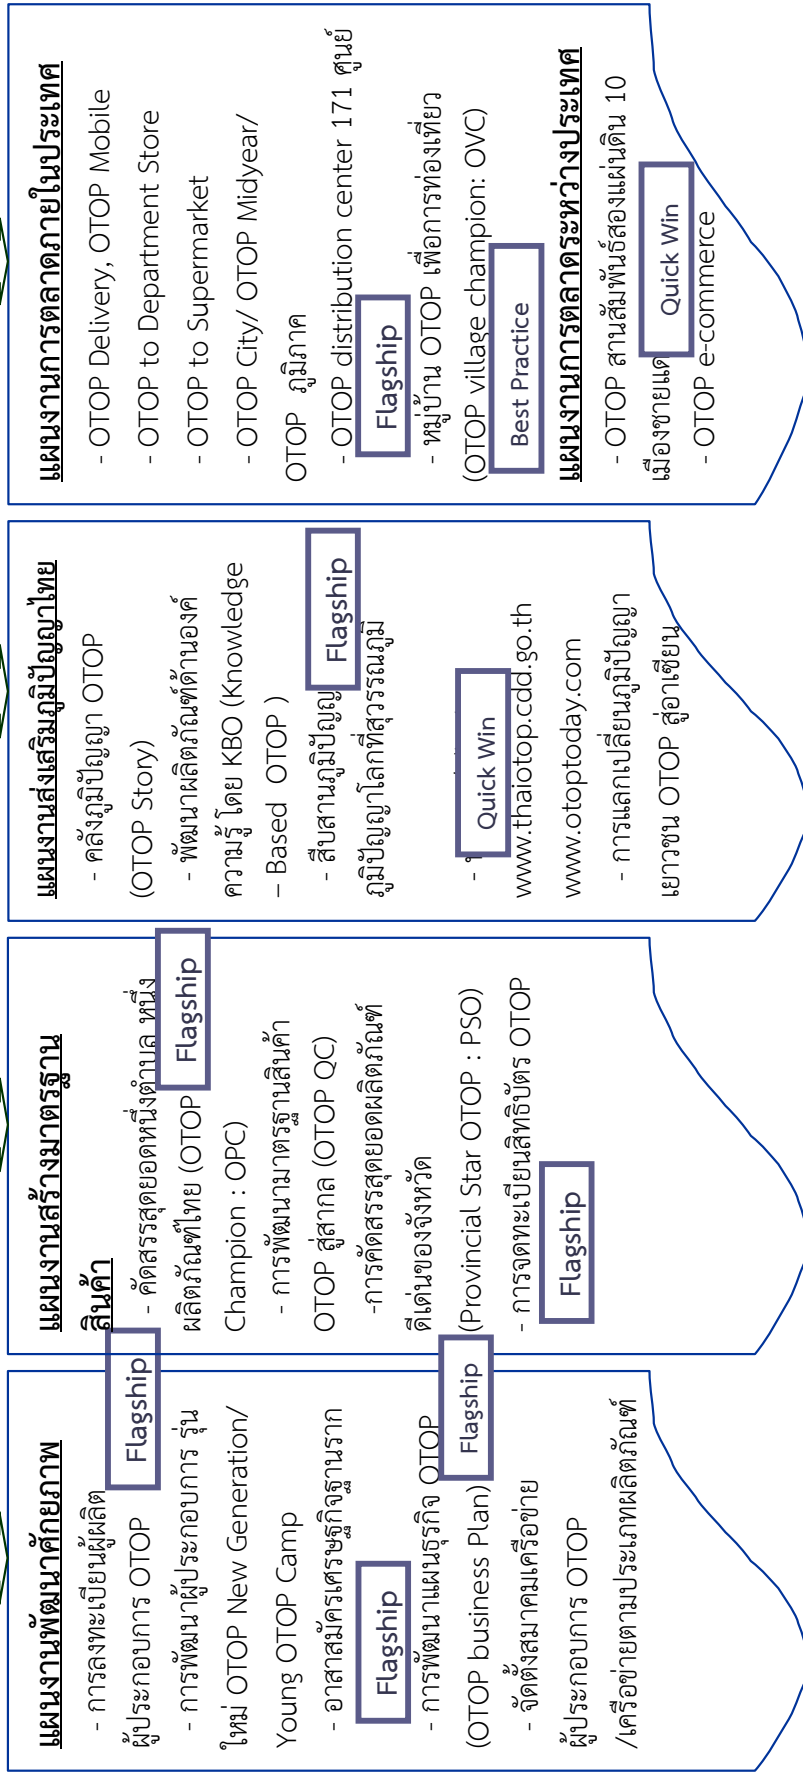 แผนงานพัฒนาศักยภาพ
- การลงทะเบียนผู้ผลิต
ผู้ประกอบการ OTOP
Flagship
- การพัฒนาผู้ประกอบการ รุ่น
ใหม่ OTOP New Generation/
Young OTOP Camp
- อาสาสมัครเศรษฐกิจฐานราก
Flagship
- การพัฒนาแผนธุรกิจ OTOP
(OTOP business Plan)
Flagship
- จัดตั้งสมาคมเครือข่าย
ผู้ประกอบการ OTOP
/เครือข่ายตามประเภทผลิตภัณฑ์
แผนงานสร้างมาตรฐาน
สินค้า
- คัดสรรสุดยอดหนึ่งตำบล หนึ่ง
ผลิตภัณฑ์ไทย (OTOP
Flagship
Champion : OPC)
- การพัฒนามาตรฐานสินค้า
OTOP สู่สากล (OTOP QC)
-การคัดสรรสุดยอดผลิตภัณฑ์
ดีเด่นของจังหวัด
(Provincial Star OTOP : PSO)
- การจดทะเบียนสิทธิบัตร OTOP
Flagship
แผนงานส่งเสริมภูมิปัญญาไทย
- คลังภูมิปัญญา OTOP
(OTOP Story)
- พัฒนาผลิตภัณฑ์ด้านองค์
ความรู้ โดย KBO (Knowledge
– Based OTOP )
- สืบสานภูมิปัญญ
Flagship
ภูมิปัญญาโลกที่สุวรรณภูมิ
-
Quick Win
www.thaiotop.cdd.go.th
www.otoptoday.com
- การแลกเปลี่ยนภูมิปัญญา
เยาวชน OTOP สู่อาเซียน
แผนงานการตลาดภายในประเทศ
- OTOP Delivery, OTOP Mobile
- OTOP to Department Store
- OTOP to Supermarket
- OTOP City/ OTOP Midyear/
OTOP ภูมิภาค
- OTOP distribution center 171 ศูนย์
Flagship
- หมู่บ้าน OTOP เพื่อการท่องเที่ยว
(OTOP village champion: OVC)
Best Practice
แผนงานการตลาดระหว่างประเทศ
- OTOP สานสัมพันธ์สองแผ่นดิน 10
เมืองชายแด
Quick Win
- OTOP e-commerce